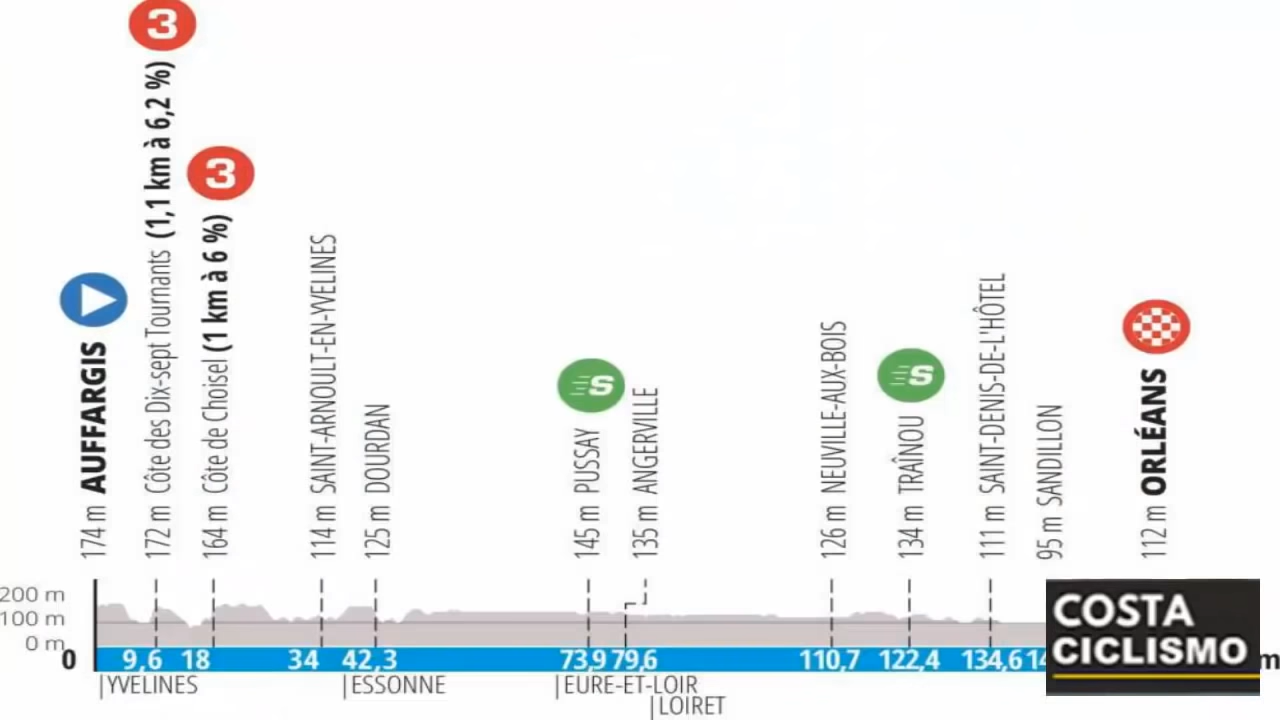 3
3
174 m AUFFARGIS
172 m Côte des Dix-sept Tournants (1,1 km à 6,2 %)
164 m Côte de Choisel (1 km à 6 %)
114 m SAINT-ARNOULT-EN-YVELINES
125 m DOURDAN
S
145 m PUSSAY
135 m ANGERVILLE
126 m NEUVILLE-AUX-BOIS
S
134 m TRAÎNOU
111 m SAINT-DENIS-DE-L'HÔTEL
95 m SANDILLON
112 m ORLÉANS
200 m
100 m
0 m
0 9,6 18 34 42,3 73,9 79,6 110,7 122,4 134,6
YVELINES
ESSONNE
EURE-ET-LOIR
LOIRET
COSTA
CICLISMO